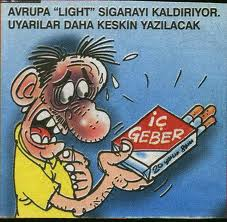 AVRUPA "LIGHT" SİGARAYI KALDIRIYOR.
UYARILAR DAHA KESKİN YAZILACAK
İÇ
GEBER